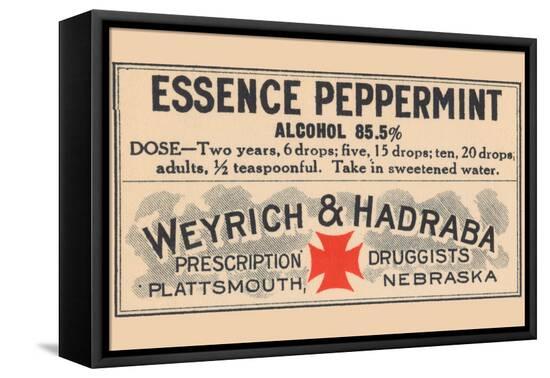 ESSENCE PEPPERMINT
ALCOHOL 85.5%
DOSE—Two years, 6 drops; five, 15 drops; ten, 20 drops;
adults, ½ teaspoonful. Take in sweetened water.
WEYRICH & HADRABA
PRESCRIPTION DRUGGISTS
PLATTSMOUTH, NEBRASKA